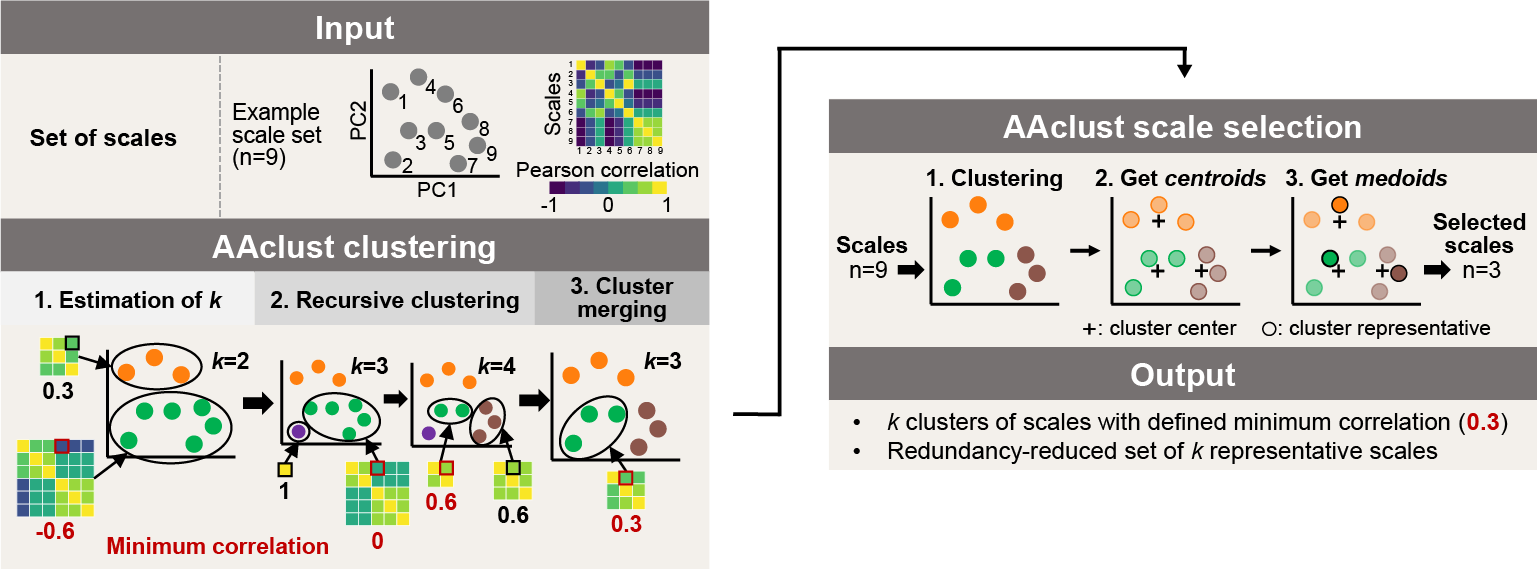 Input
Set of scales
Example
scale set
(n=9)
PC2
1
4
6
3
5
8
9
2
7
PC1
Scales
1
2
3
4
5
6
7
8
9
1 2 3 4 5 6 7 8 9
Pearson correlation
-1 0 1
AAclust clustering
1. Estimation of k
2. Recursive clustering
3. Cluster
merging
k=2
0.3
-0.6
k=3
1
0
k=4
0.6
0.6
k=3
0.3
Minimum correlation
AAclust scale selection
1. Clustering
2. Get centroids
3. Get medoids
Scales
n=9
Selected
scales
n=3
+: cluster center
O: cluster representative
Output
• k clusters of scales with defined minimum correlation (0.3)
• Redundancy-reduced set of k representative scales